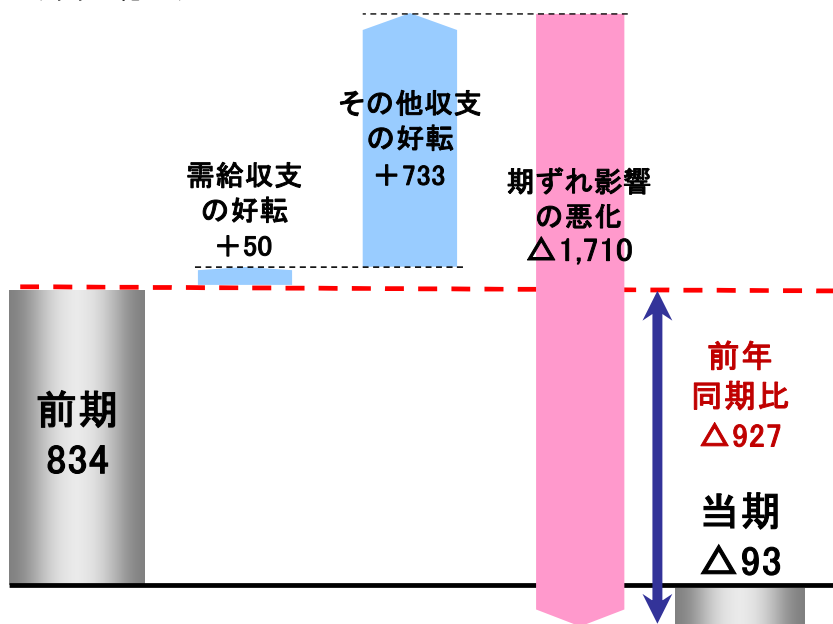 その他収支
の好転
＋733
需給収支
の好転
＋50
期ずれ影響
の悪化
△1,710
前期
834
前年
同期比
△927
当期
△93